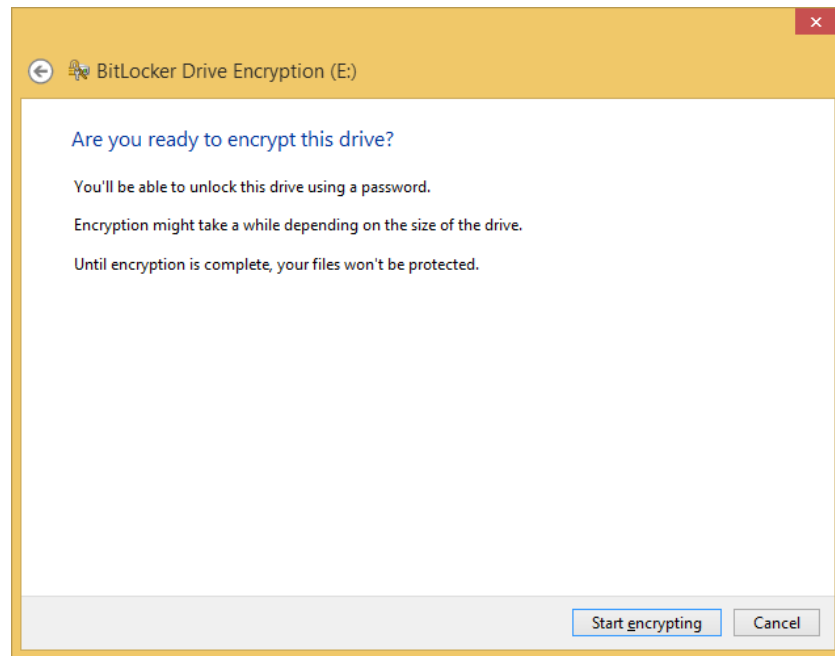 BitLocker Drive Encryption (E:)
Are you ready to encrypt this drive?
You'll be able to unlock this drive using a password.
Encryption might take a while depending on the size of the drive.
Until encryption is complete, your files won't be protected.
Start encrypting
Cancel